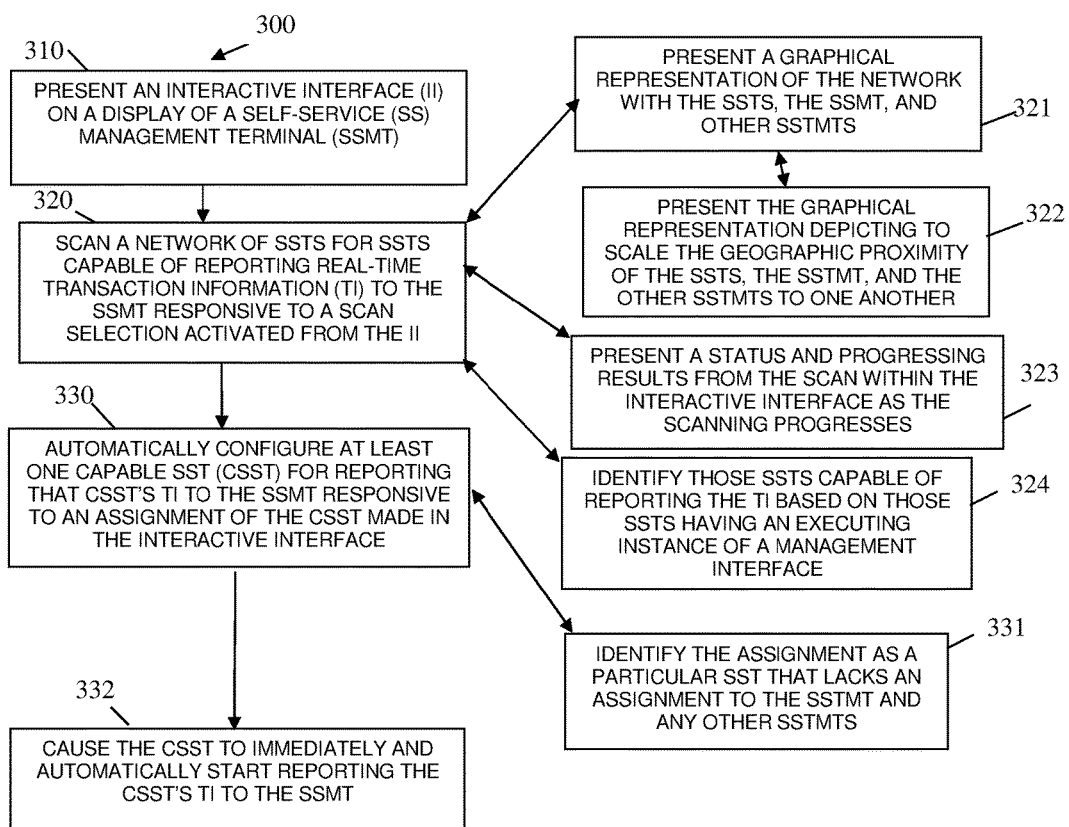 300
310
PRESENT AN INTERACTIVE INTERFACE (II)
ON A DISPLAY OF A SELF-SERVICE (SS)
MANAGEMENT TERMINAL (SSMT)
320
SCAN A NETWORK OF SSTS FOR SSTS
CAPABLE OF REPORTING REAL-TIME
TRANSACTION INFORMATION (TI) TO THE
SSMT RESPONSIVE TO A SCAN
SELECTION ACTIVATED FROM THE II
330
AUTOMATICALLY CONFIGURE AT LEAST
ONE CAPABLE SST (CSST) FOR REPORTING
THAT CSST'S TI TO THE SSMT RESPONSIVE
TO AN ASSIGNMENT OF THE CSST MADE IN
THE INTERACTIVE INTERFACE
332
CAUSE THE CSST TO IMMEDIATELY AND
AUTOMATICALLY START REPORTING THE
CSST'S TI TO THE SSMT
PRESENT A GRAPHICAL
REPRESENTATION OF THE NETWORK
WITH THE SSTS, THE SSMT, AND
OTHER SSTMTS
321
PRESENT THE GRAPHICAL
REPRESENTATION DEPICTING TO
SCALE THE GEOGRAPHIC PROXIMITY
OF THE SSTS, THE SSTMT, AND THE
OTHER SSTMTS TO ONE ANOTHER
322
PRESENT A STATUS AND PROGRESSING
RESULTS FROM THE SCAN WITHIN THE
INTERACTIVE INTERFACE AS THE
SCANNING PROGRESSES
323
IDENTIFY THOSE SSTS CAPABLE OF
REPORTING THE TI BASED ON THOSE
SSTS HAVING AN EXECUTING
INSTANCE OF A MANAGEMENT
INTERFACE
324
IDENTIFY THE ASSIGNMENT AS A
PARTICULAR SST THAT LACKS AN
ASSIGNMENT TO THE SSTMT AND
ANY OTHER SSTMTS
331